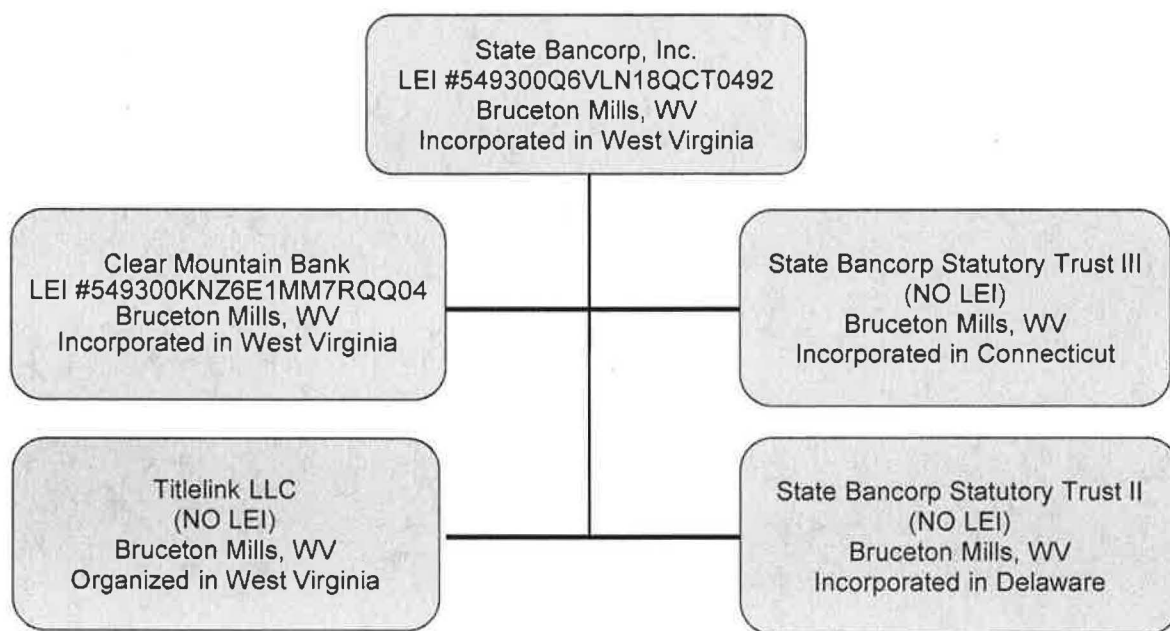 State Bancorp, Inc.
LEI #549300Q6VLN18QCT0492
Bruceton Mills, WV
Incorporated in West Virginia
Clear Mountain Bank
LEI #549300KNZ6E1MM7RQQ04
Bruceton Mills, WV
Incorporated in West Virginia
State Bancorp Statutory Trust III
(NO LEI)
Bruceton Mills, WV
Incorporated in Connecticut
Titlelink LLC
(NO LEI)
Bruceton Mills, WV
Organized in West Virginia
State Bancorp Statutory Trust II
(NO LEI)
Bruceton Mills, WV
Incorporated in Delaware